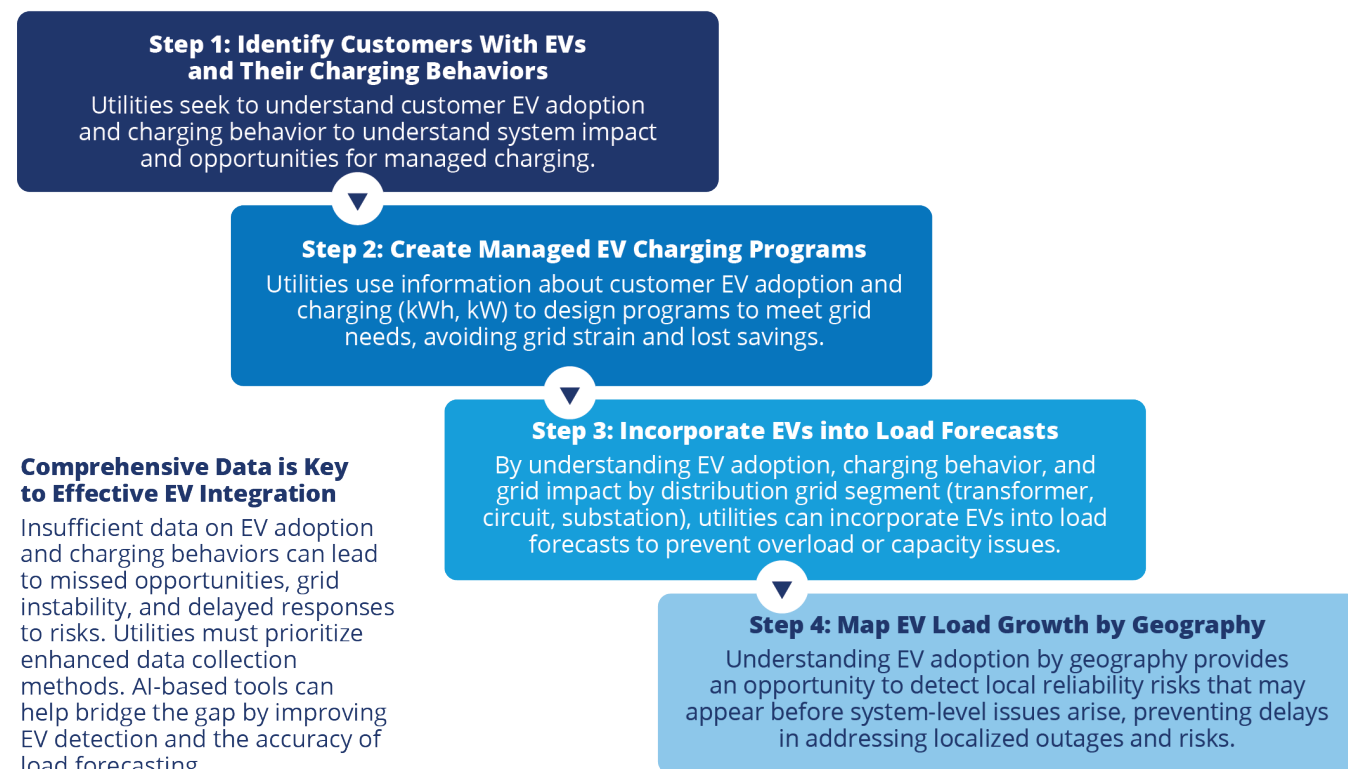 Step 1: Identify Customers With EVs
and Their Charging Behaviors
Utilities seek to understand customer EV adoption
and charging behavior to understand system impact
and opportunities for managed charging.
Step 2: Create Managed EV Charging Programs
Utilities use information about customer EV adoption and
charging (kWh, kW) to design programs to meet grid
needs, avoiding grid strain and lost savings.
Step 3: Incorporate EVs into Load Forecasts
By understanding EV adoption, charging behavior, and
grid impact by distribution grid segment (transformer,
circuit, substation), utilities can incorporate EVs into load
forecasts to prevent overload or capacity issues.
Step 4: Map EV Load Growth by Geography
Understanding EV adoption by geography provides
an opportunity to detect local reliability risks that may
appear before system-level issues arise, preventing delays
in addressing localized outages and risks.
Comprehensive Data is Key
to Effective EV Integration
Insufficient data on EV adoption
and charging behaviors can lead
to missed opportunities, grid
instability, and delayed responses
to risks. Utilities must prioritize
enhanced data collection
methods. AI-based tools can
help bridge the gap by improving
EV detection and the accuracy of
load forecasting